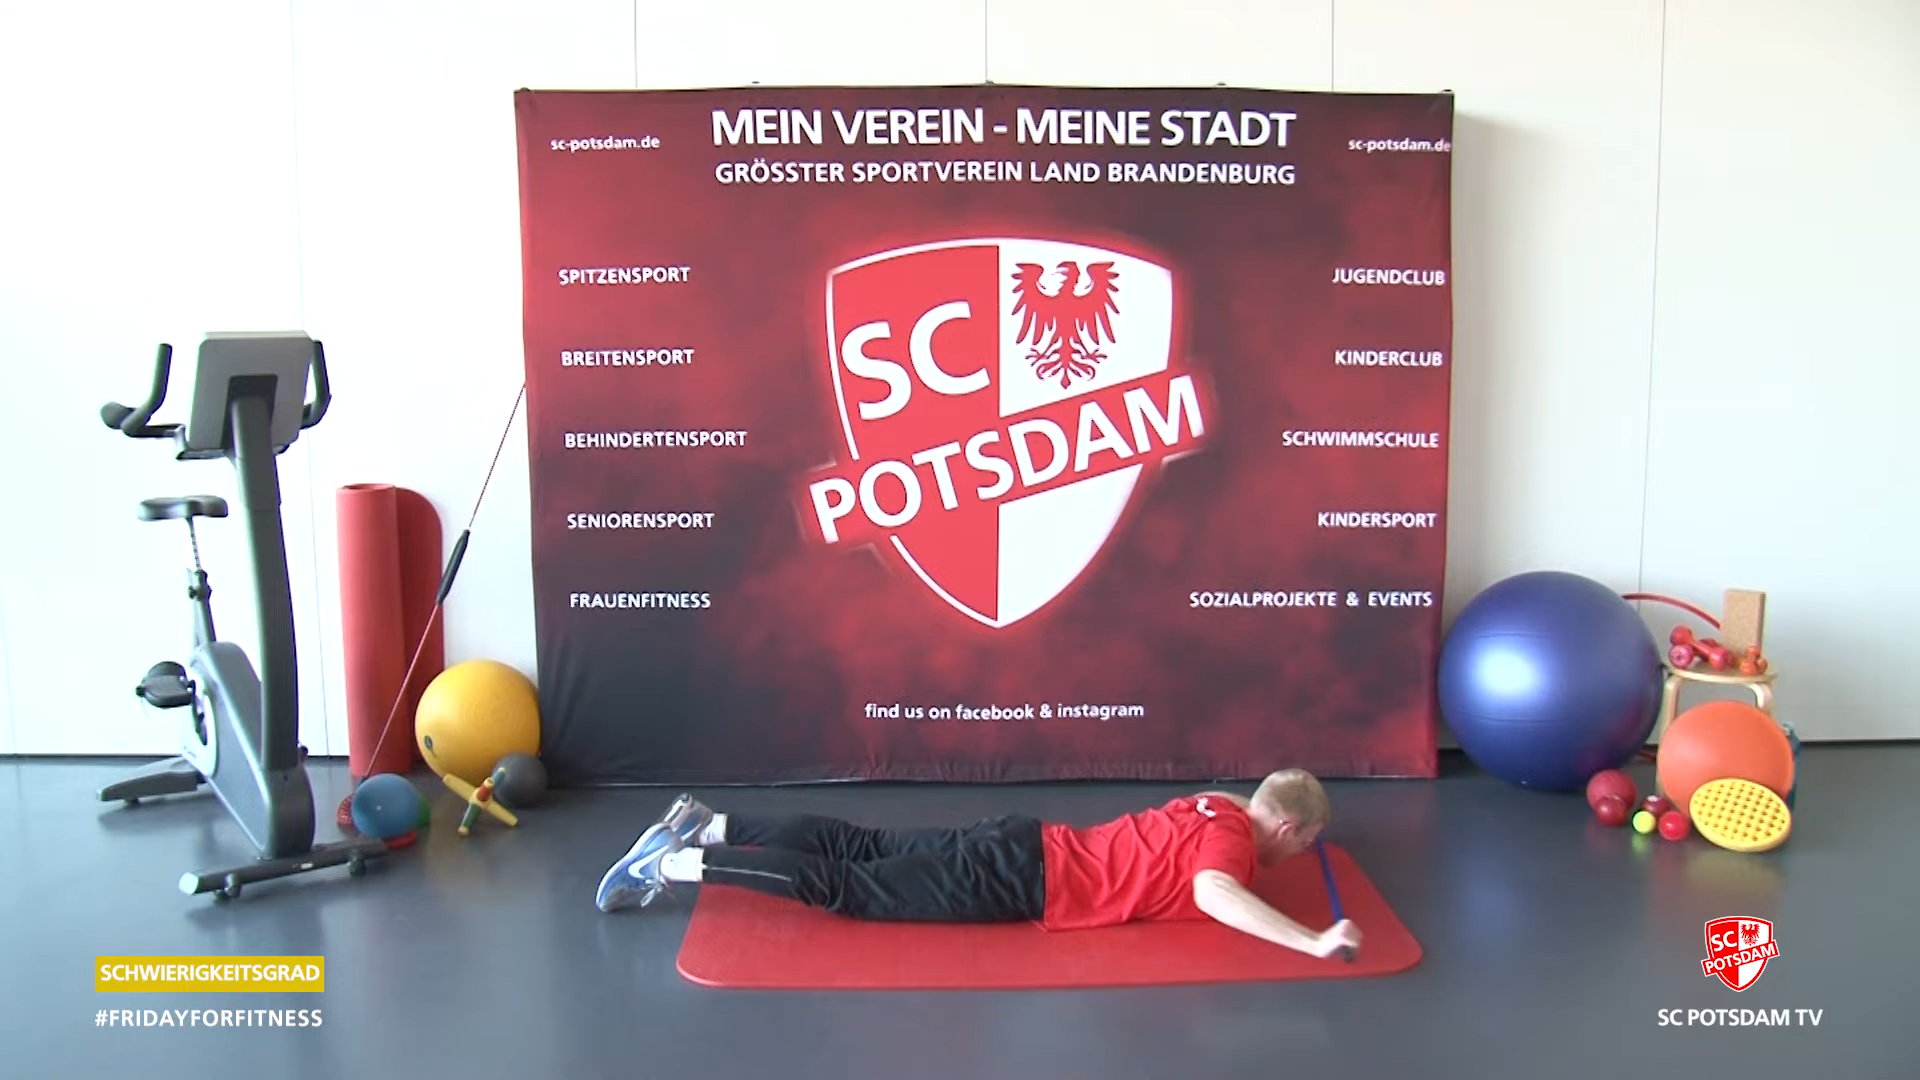 MEIN VEREIN - MEINE STADT
GRÖSSTER SPORTVEREIN LAND BRANDENBURG
sc-potsdam.de
sc-potsdam.de
SPITZENSPORT
BREITENSPORT
BEHINDERTENSPORT
SENIORENSPORT
FRAUENFITNESS
SC
POTSDAM
JUGENDCLUB
KINDERCLUB
SCHWIMMSCHULE
KINDERSPORT
SOZIALPROJEKTE & EVENTS
find us on facebook & instagram
SCHWIERIGKEITSGRAD
#FRIDAYFORFITNESS
SC
POTSDAM
SC POTSDAM TV